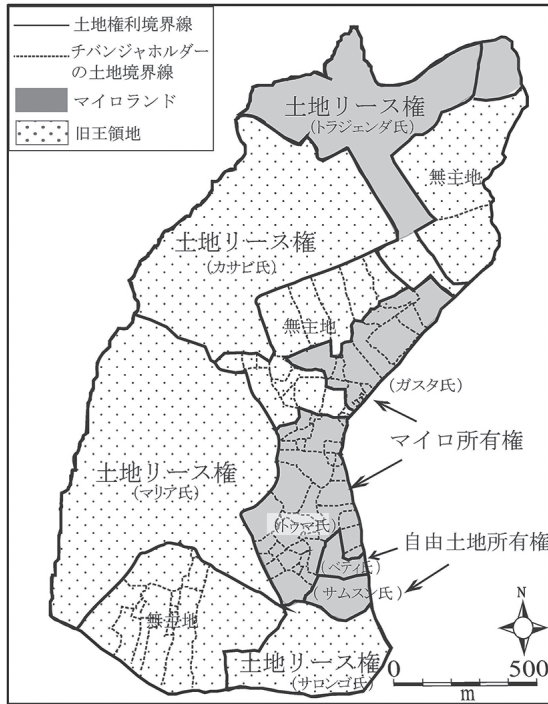 土地権利境界線
チバンジャホルダー
の土地境界線
マイロランド
旧王領地
土地リース権
(トラジェンダ氏)
無主地
土地リース権
(カサビ氏)
無主地
(ガスタ氏)
マイロ所有権
土地リース権
(マリア氏)
(トウマ氏)
自由土地所有権
(ベティ氏)
(サムスン氏)
無主地
土地リース権
(サロンゴ氏)
N
0 500
m